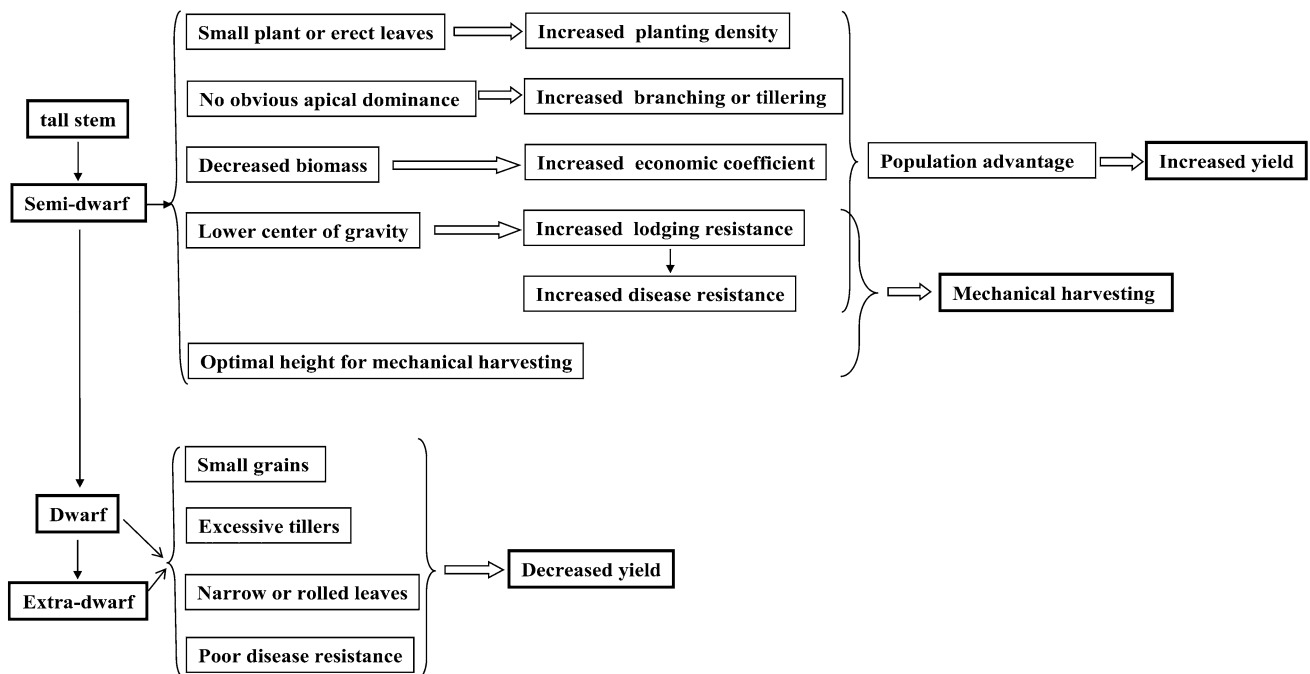 tall stem
Semi-dwarf
Small plant or erect leaves
Increased planting density
No obvious apical dominance
Increased branching or tillering
Decreased biomass
Increased economic coefficient
Lower center of gravity
Increased lodging resistance
Increased disease resistance
Optimal height for mechanical harvesting
Population advantage
Increased yield
Mechanical harvesting
Dwarf
Extra-dwarf
Small grains
Excessive tillers
Narrow or rolled leaves
Poor disease resistance
Decreased yield